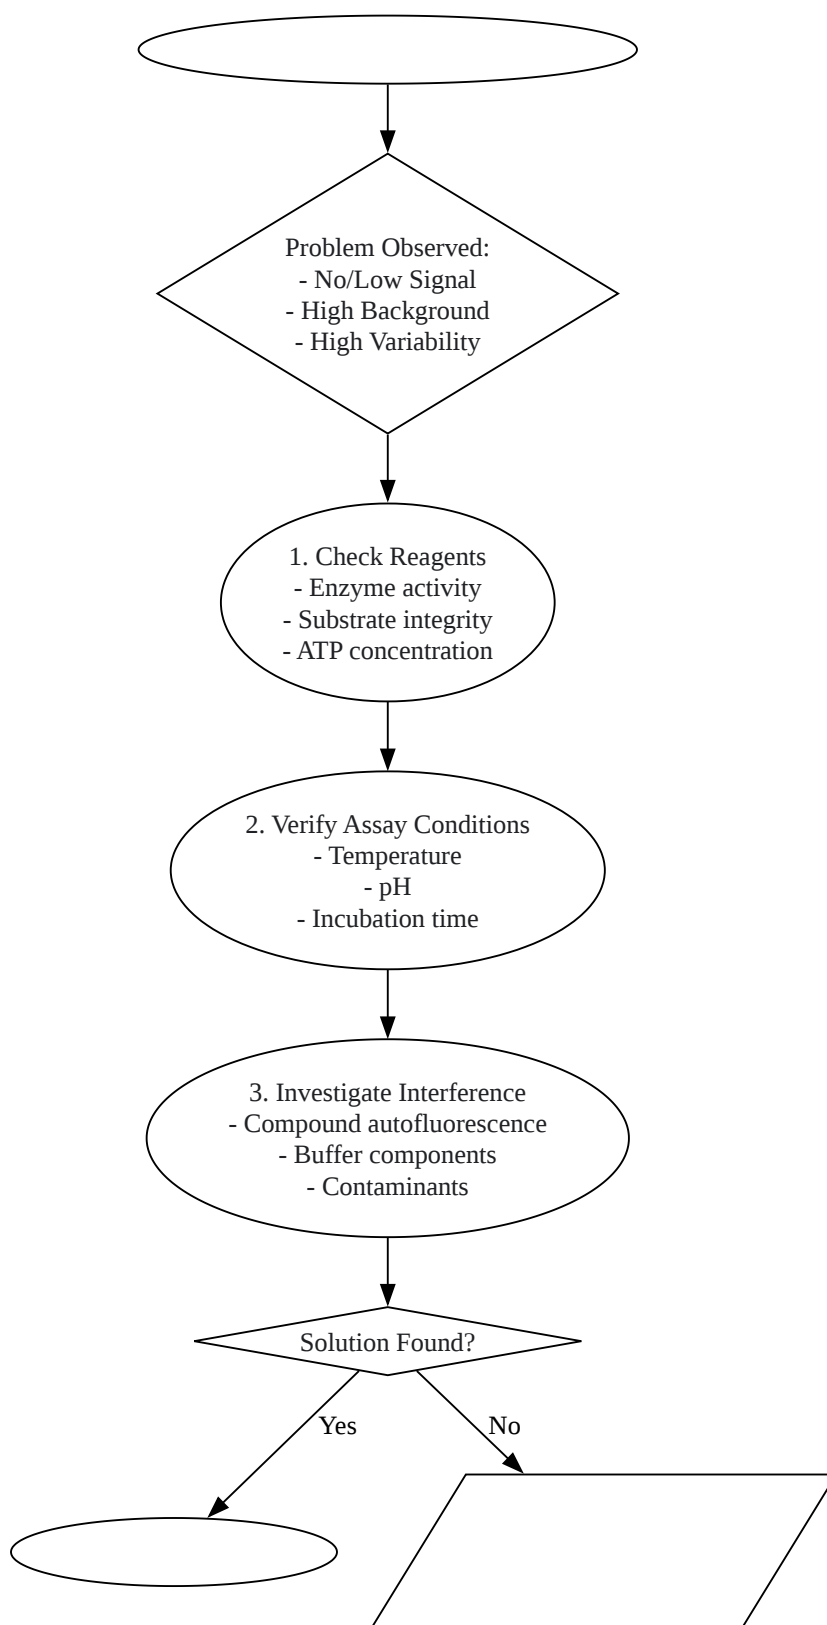 Problem Observed:
- No/Low Signal
- High Background
- High Variability
1. Check Reagents
- Enzyme activity
- Substrate integrity
- ATP concentration
2. Verify Assay Conditions
- Temperature
- pH
- Incubation time
3. Investigate Interference
- Compound autofluorescence
- Buffer components
- Contaminants
Solution Found?
Yes
No